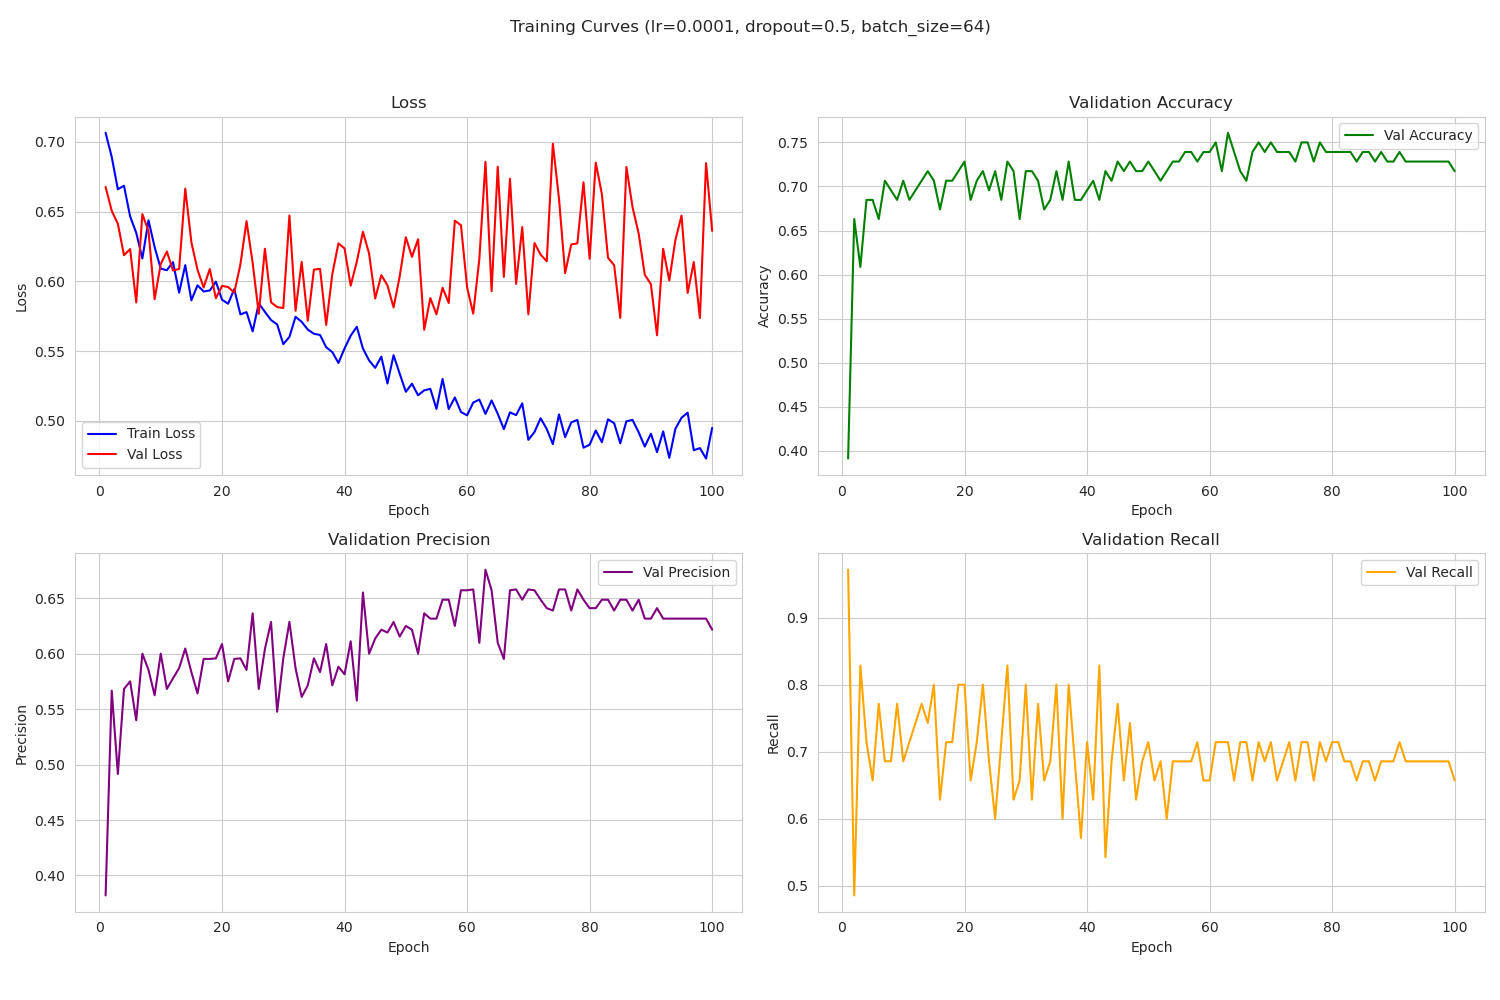 Training Curves (lr=0.0001, dropout=0.5, batch_size=64)
Loss
0.70
0.65
0.60
0.55
0.50
Loss
Train Loss
Val Loss
0 20 40 60 80 100
Epoch
Validation Accuracy
Val Accuracy
0.75
0.70
0.65
0.60
0.55
0.50
0.45
0.40
Accuracy
0 20 40 60 80 100
Epoch
Validation Precision
Val Precision
0.65
0.60
0.55
0.50
0.45
0.40
Precision
0 20 40 60 80 100
Epoch
Validation Recall
Val Recall
0.9
0.8
0.7
0.6
0.5
Recall
0 20 40 60 80 100
Epoch